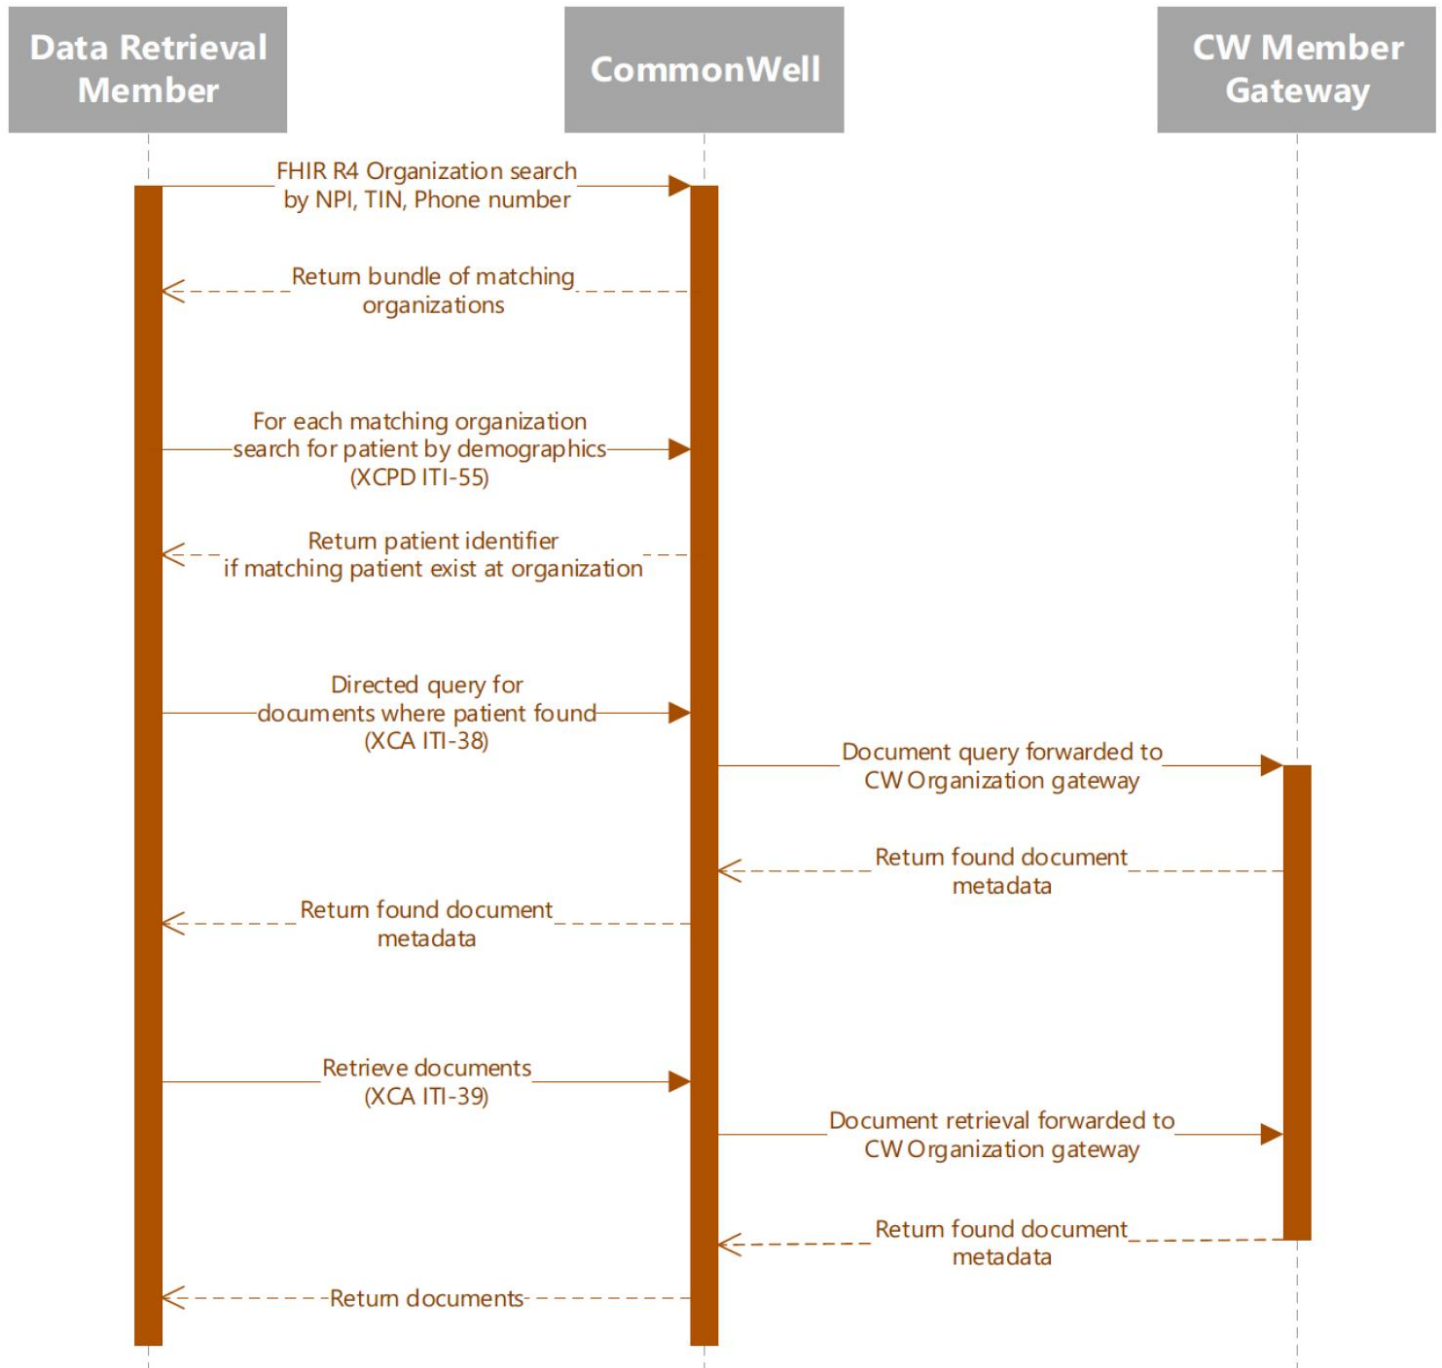 Data Retrieval
Member
CommonWell
CW Member
Gateway
FHIR R4 Organization search
by NPI, TIN, Phone number
Return bundle of matching
organizations
For each matching organization
search for patient by demographics
(XCPD ITI-55)
Return patient identifier
if matching patient exist at organization
Directed query for
documents where patient found
(XCA ITI-38)
Document query forwarded to
CW Organization gateway
Return found document
metadata
Return found document
metadata
Retrieve documents
(XCA ITI-39)
Document retrieval forwarded to
CW Organization gateway
Return found document
metadata
Return documents